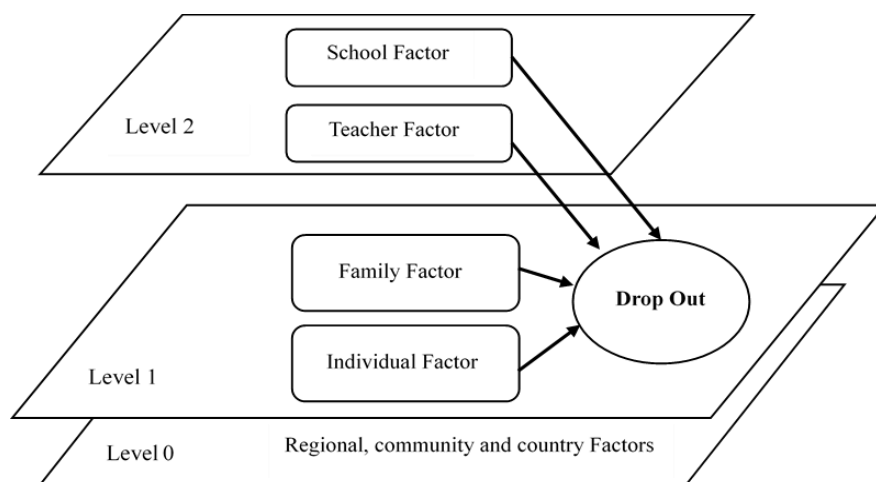 School Factor
Level 2
Teacher Factor
Family Factor
Drop Out
Individual Factor
Level 1
Regional, community and country Factors
Level 0